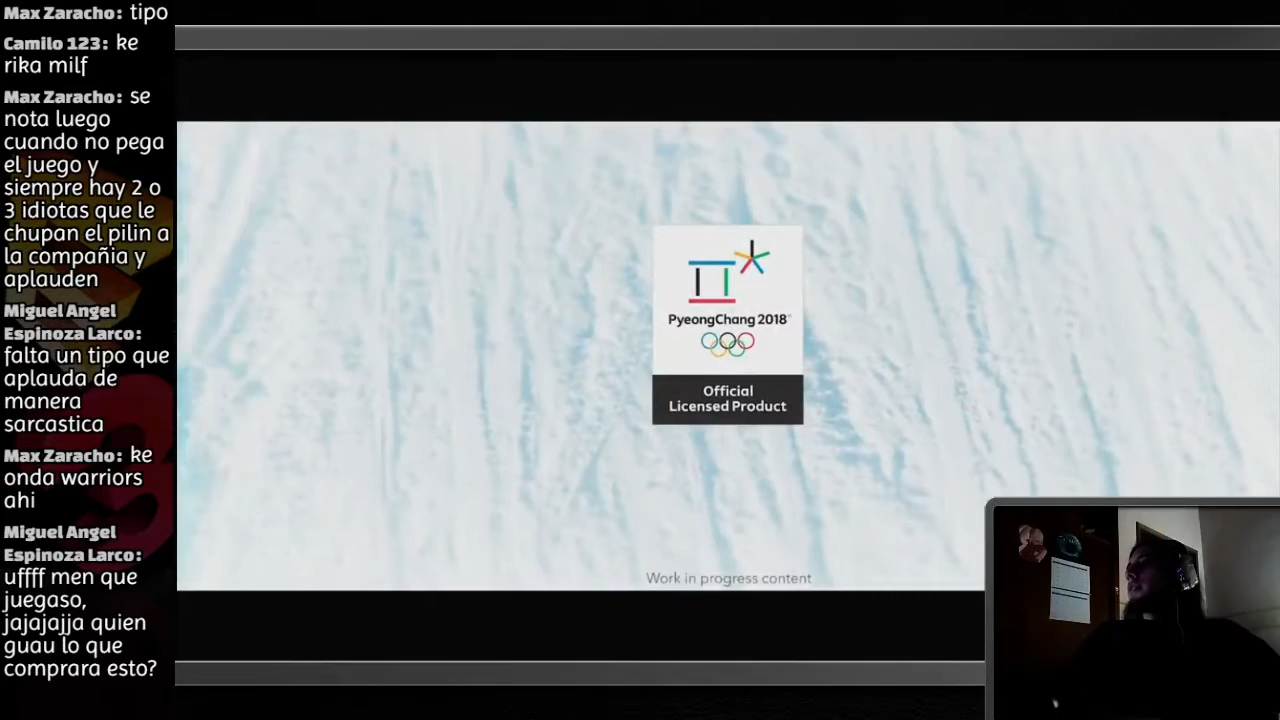 Max Zaracho: tipo
Camilo 123: ke
rika milf
Max Zaracho: se
nota luego
cuando no pega
el juego y
siempre hay 2 o
3 idiotas que le
chupan el pilin a
la compañia y
aplauden
Miguel Angel
Espinoza Larco:
falta un tipo que
aplauda de
manera
sarcastica
Max Zaracho: ke
onda warriors
ahi
Miguel Angel
Espinoza Larco:
uffff men que
juegaso,
jajajajja quien
guau lo que
comprara esto?
PyeongChang 2018™
Official
Licensed Product
Work in progress content